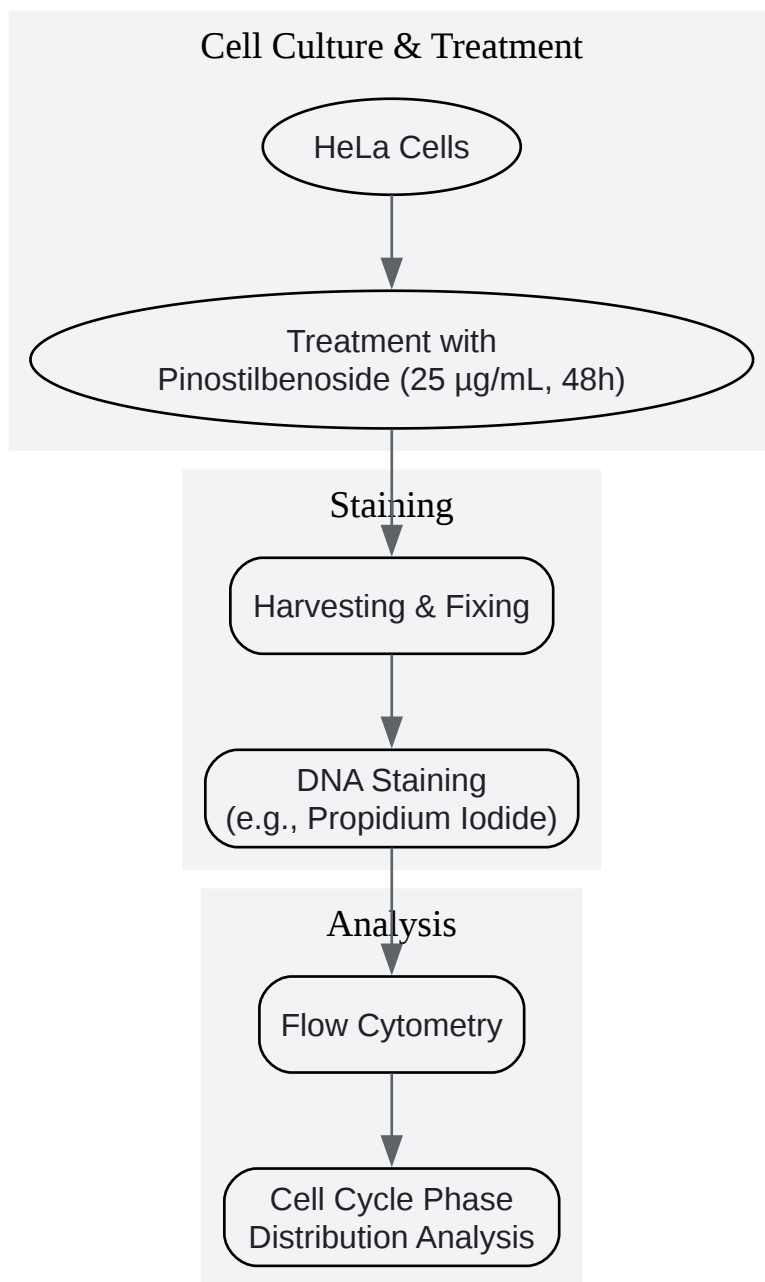 Cell Culture & Treatment
HeLa Cells
Treatment with
Pinostilbenoside (25 µg/mL, 48h)
Staining
Harvesting & Fixing
DNA Staining
(e.g., Propidium Iodide)
Analysis
Flow Cytometry
Cell Cycle Phase
Distribution Analysis